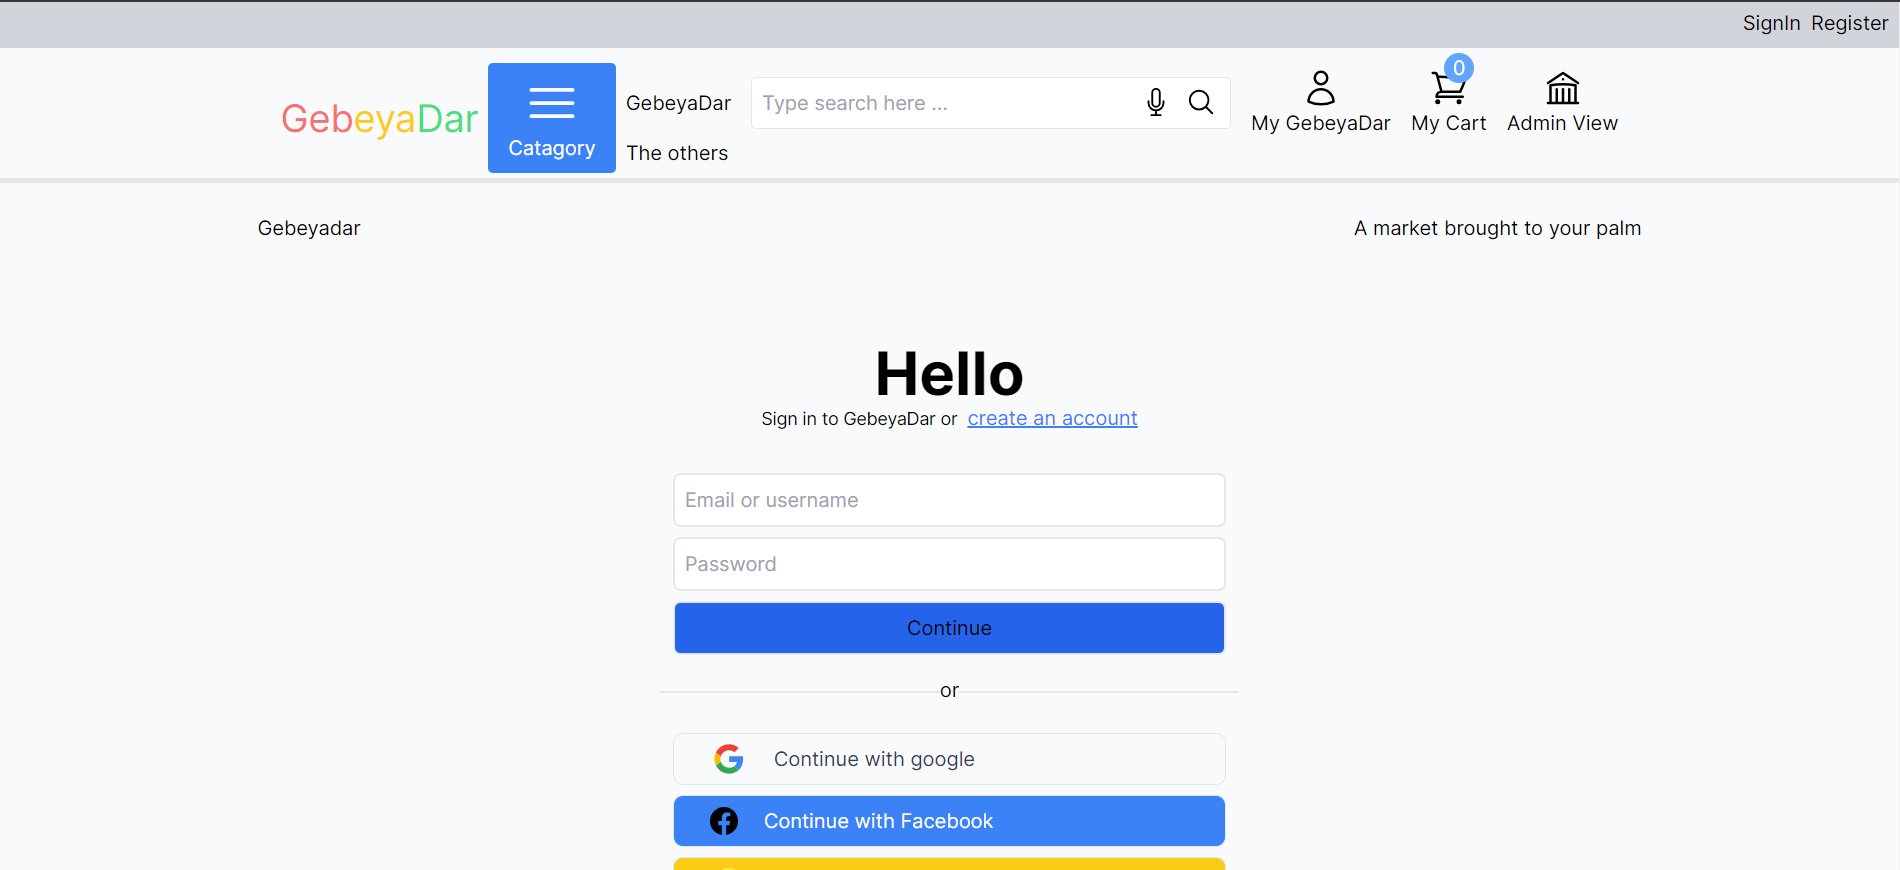 SignIn Register
GebeyaDar
Catagory
GebeyaDar
The others
Type search here ...
My GebeyaDar
0
My Cart
Admin View
Gebeyadar
A market brought to your palm
Hello
Sign in to GebeyaDar or create an account
Email or username
Password
Continue
or
Continue with google
Continue with Facebook